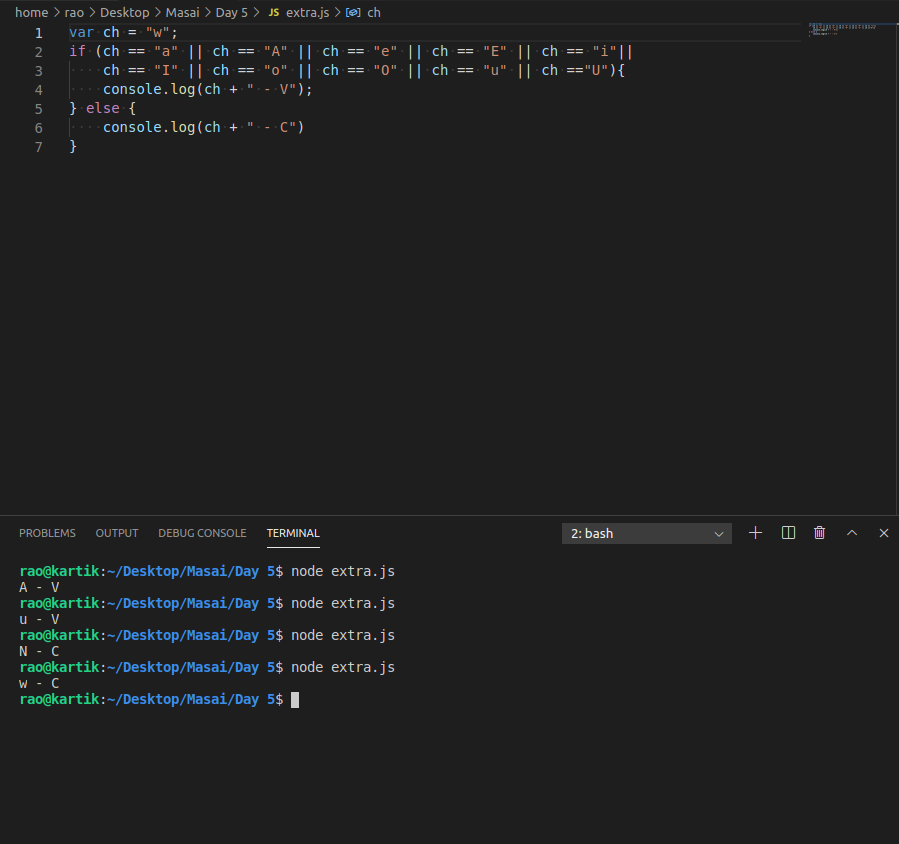 home > rao > Desktop > Masai > Day 5 > JS extra.js > ch
1 var ch = "w";
2 if (ch == "a" || ch == "A" || ch == "e" || ch == "E" || ch == "i"||
3     ch == "I" || ch == "o" || ch == "O" || ch == "u" || ch =="U"){
4     console.log(ch + " - V");
5 } else {
6     console.log(ch + " - C")
7 }
PROBLEMS OUTPUT DEBUG CONSOLE TERMINAL 2: bash
rao@kartik:~/Desktop/Masai/Day 5$ node extra.js
A - V
rao@kartik:~/Desktop/Masai/Day 5$ node extra.js
u - V
rao@kartik:~/Desktop/Masai/Day 5$ node extra.js
N - C
rao@kartik:~/Desktop/Masai/Day 5$ node extra.js
w - C
rao@kartik:~/Desktop/Masai/Day 5$